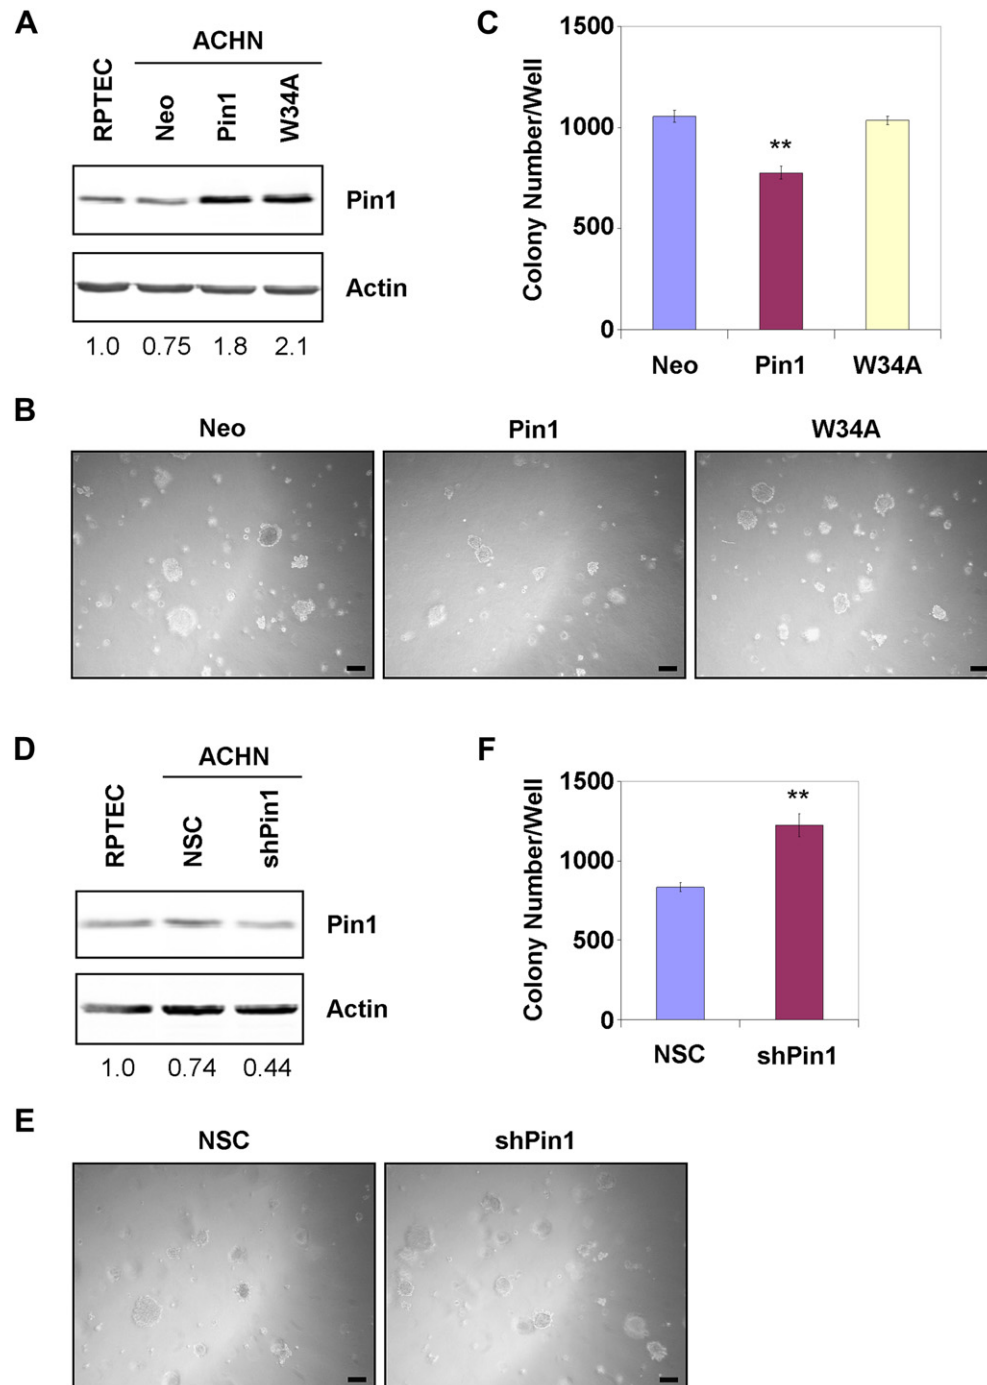 A
ACHN
RPTEC
Neo
Pin1
W34A
Pin1
Actin
1.0 0.75 1.8 2.1
C
Colony Number/Well
1500
1000
500
0
**
Neo Pin1 W34A
B
Neo Pin1 W34A
D
ACHN
RPTEC
NSC
shPin1
Pin1
Actin
1.0 0.74 0.44
F
Colony Number/Well
1500
1000
500
0
**
NSC shPin1
E
NSC shPin1